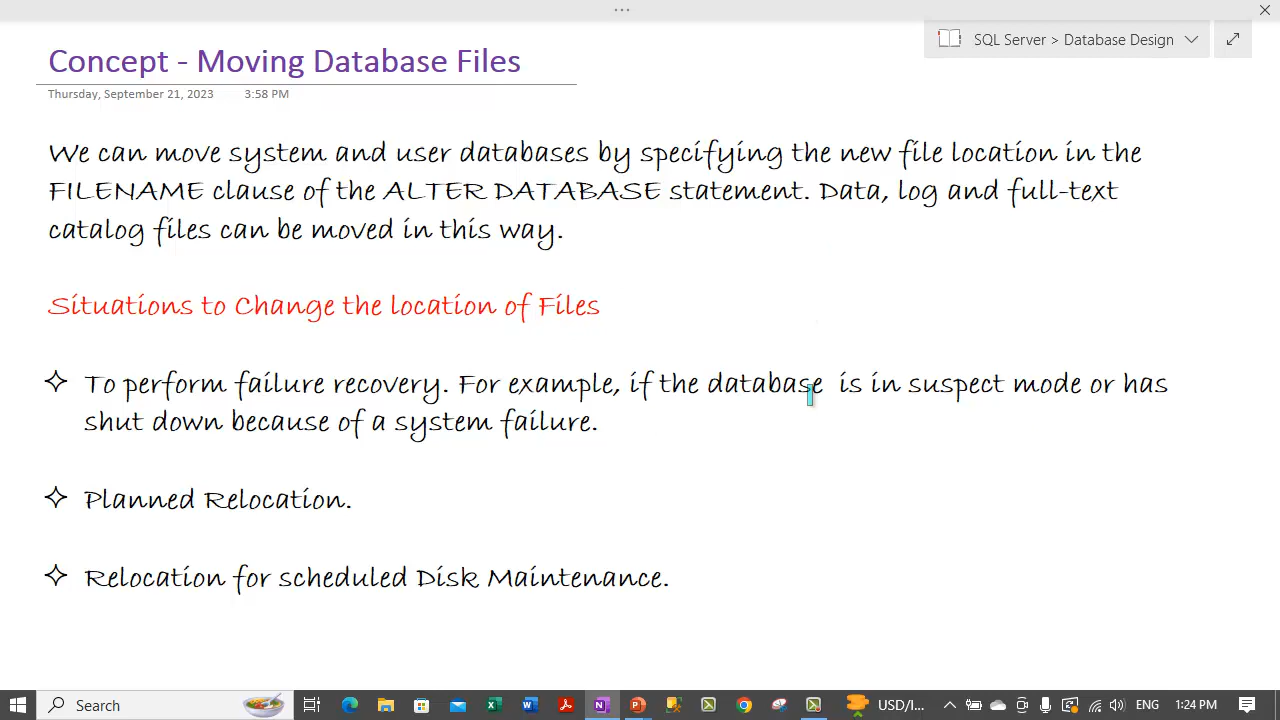 SQL Server > Database Design
Concept - Moving Database Files
Thursday, September 21, 2023 3:58 PM
We can move system and user databases by specifying the new file location in the
FILENAME clause of the ALTER DATABASE statement. Data, log and full-text
catalog files can be moved in this way.
Situations to Change the location of Files
To perform failure recovery. For example, if the database is in suspect mode or has
shut down because of a system failure.
Planned Relocation.
Relocation for scheduled Disk Maintenance.
Search
USD/I...
ENG
1:24 PM